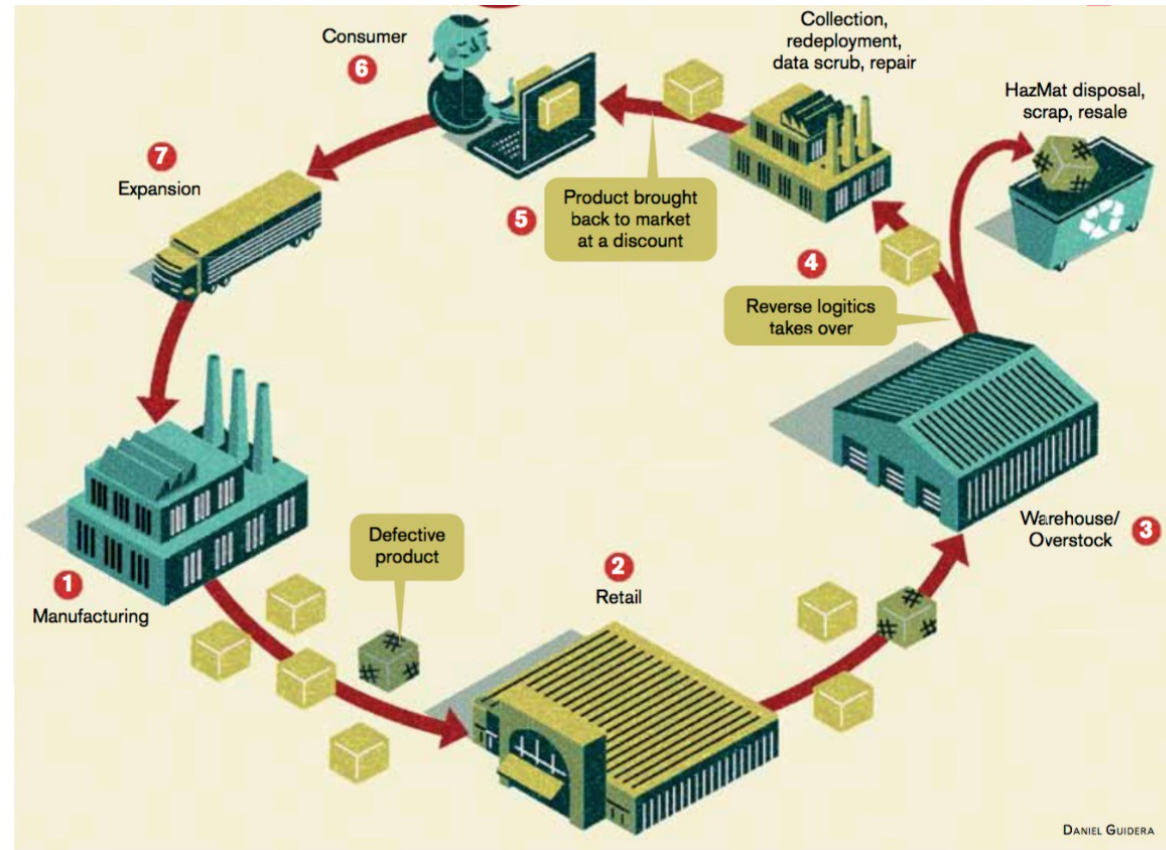 Consumer
6
Collection,
redeployment,
data scrub, repair
HazMat disposal,
scrap, resale
7
Expansion
5
Product brought
back to market
at a discount
4
Reverse logitics
takes over
Defective
product
2
Retail
Warehouse/
Overstock
3
1
Manufacturing
DANIEL GUIDERA